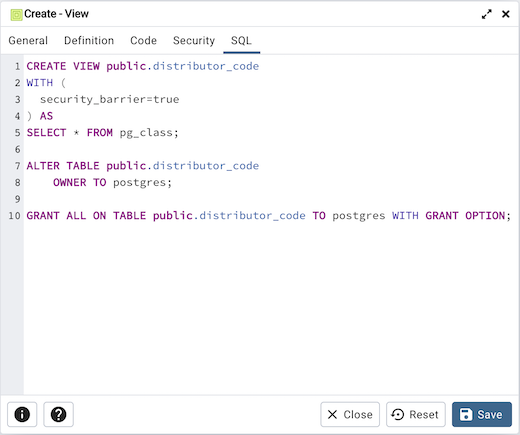 Create - View
General Definition Code Security SQL
1 CREATE VIEW public.distributor_code
2 WITH (
3   security_barrier=true
4 ) AS
5 SELECT * FROM pg_class;
6
7 ALTER TABLE public.distributor_code
8     OWNER TO postgres;
9
10 GRANT ALL ON TABLE public.distributor_code TO postgres WITH GRANT OPTION;
Close Reset Save